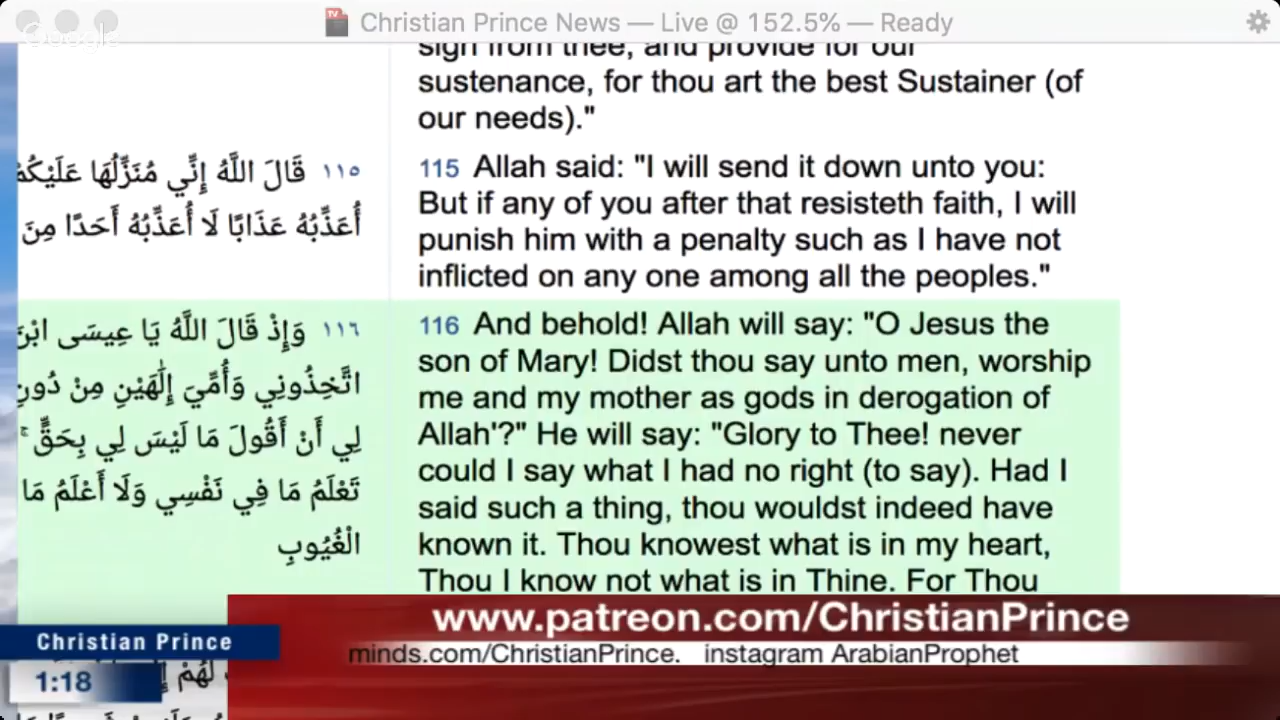 Christian Prince News — Live @ 152.5% — Ready
Google
sign from thee, and provide for our
sustenance, for thou art the best Sustainer (of
our needs)."
١١٥ قَالَ اللَّهُ إِنِّي مُنَزِّلُهَا عَلَيْكُمْ
أُعَذِّبُهُ عَذَابًا لَا أُعَذِّبُهُ أَحَدًا مِنَ
115 Allah said: "I will send it down unto you:
But if any of you after that resisteth faith, I will
punish him with a penalty such as I have not
inflicted on any one among all the peoples."
١١٦ وَإِذْ قَالَ اللَّهُ يَا عِيسَى ابْنَ
اتَّخِذُونِي وَأُمِّيَ إِلَٰهَيْنِ مِنْ دُونِ
لِي أَنْ أَقُولَ مَا لَيْسَ لِي بِحَقٍّ ۚ
تَعْلَمُ مَا فِي نَفْسِي وَلَا أَعْلَمُ مَا
الْغُيُوبِ
116 And behold! Allah will say: "O Jesus the
son of Mary! Didst thou say unto men, worship
me and my mother as gods in derogation of
Allah'?" He will say: "Glory to Thee! never
could I say what I had no right (to say). Had I
said such a thing, thou wouldst indeed have
known it. Thou knowest what is in my heart,
Thou I know not what is in Thine. For Thou
www.patreon.com/ChristianPrince
Christian Prince
minds.com/ChristianPrince. instagram ArabianProphet
لَهُمْ
1:18